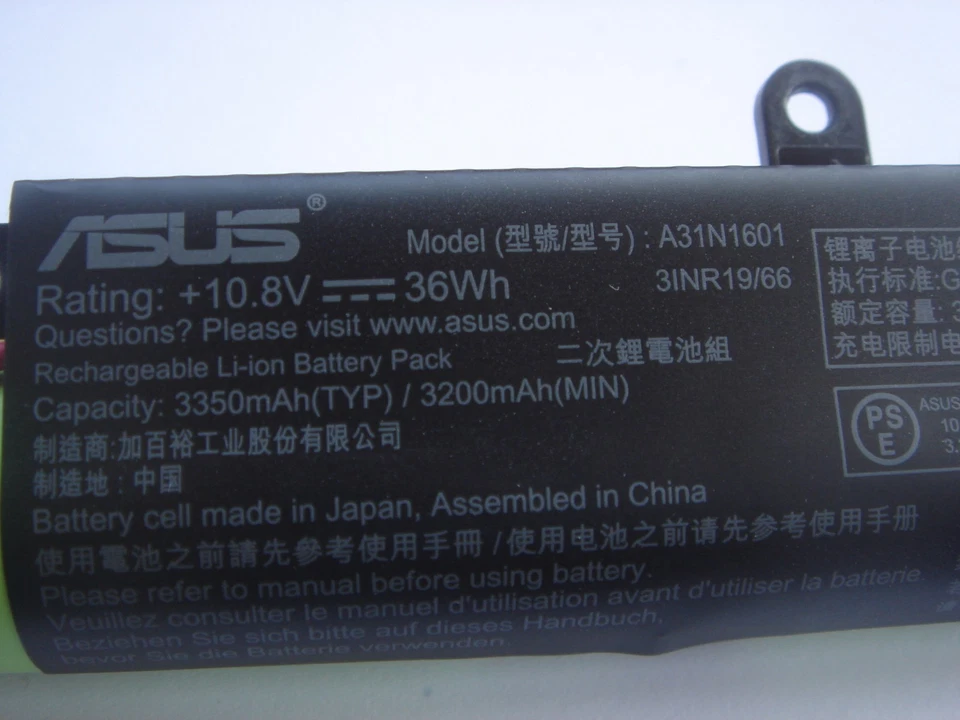 ASUS®
Model (型號/型号) : A31N1601
3INR19/66
Rating: +10.8V ⎓ 36Wh
Questions? Please visit www.asus.com
Rechargeable Li-ion Battery Pack 二次鋰電池組
Capacity: 3350mAh(TYP) / 3200mAh(MIN)
制造商:加百裕工业股份有限公司
制造地 : 中国
Battery cell made in Japan, Assembled in China
使用電池之前請先參考使用手冊 /使用电池之前请先参考使用手册
Please refer to manual before using battery.
Veuillez consulter le manuel d'utilisation avant d'utiliser la batterie.
Beziehen Sie sich bitte auf dieses Handbuch,
bevor Sie die Batterie verwenden.
锂离子电池
执行标准:G
额定容量: 3
充电限制电
PS
E
ASUS
10.
3.